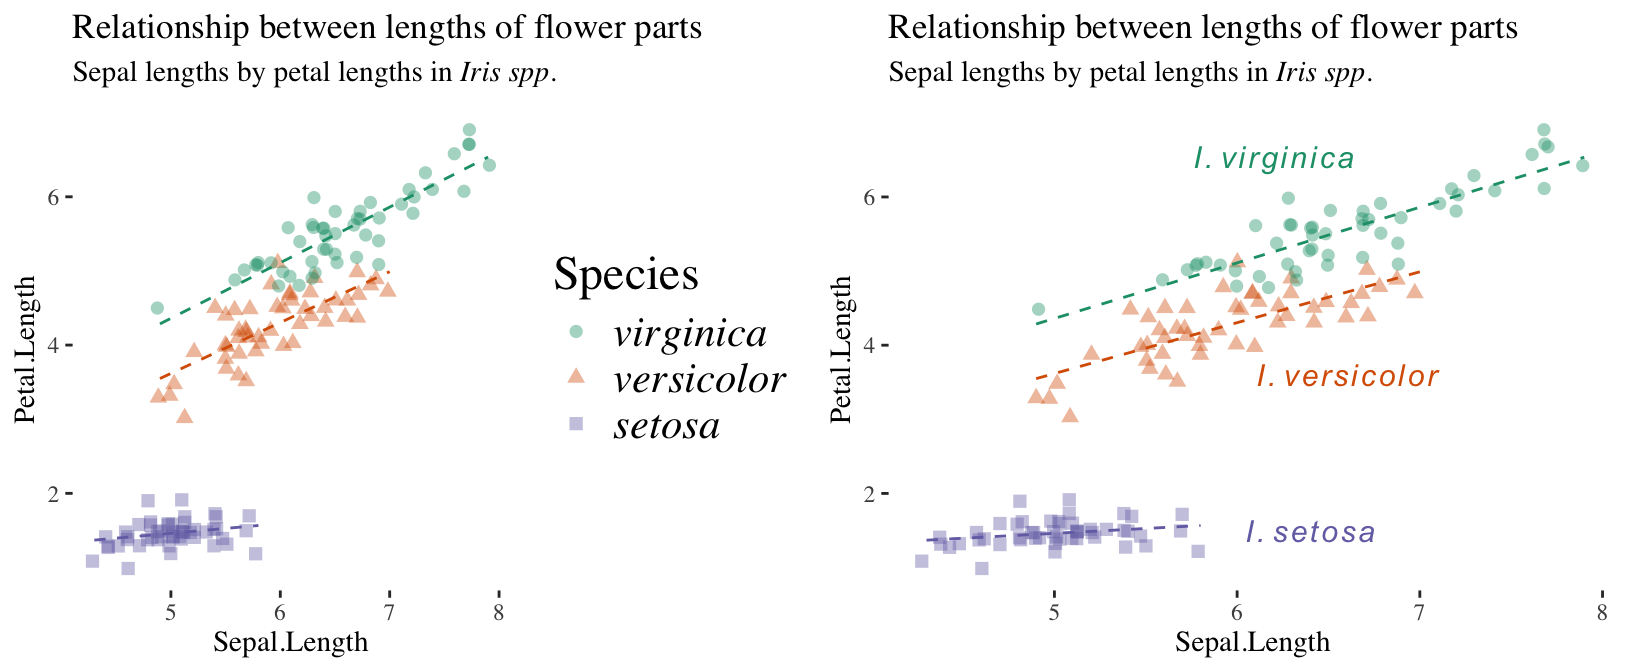 Relationship between lengths of flower parts
Sepal lengths by petal lengths in Iris spp.
Petal.Length
6
4
2
5 6 7 8
Sepal.Length
Species
virginica
versicolor
setosa
Relationship between lengths of flower parts
Sepal lengths by petal lengths in Iris spp.
Petal.Length
6
4
2
I. virginica
I. versicolor
I. setosa
5 6 7 8
Sepal.Length